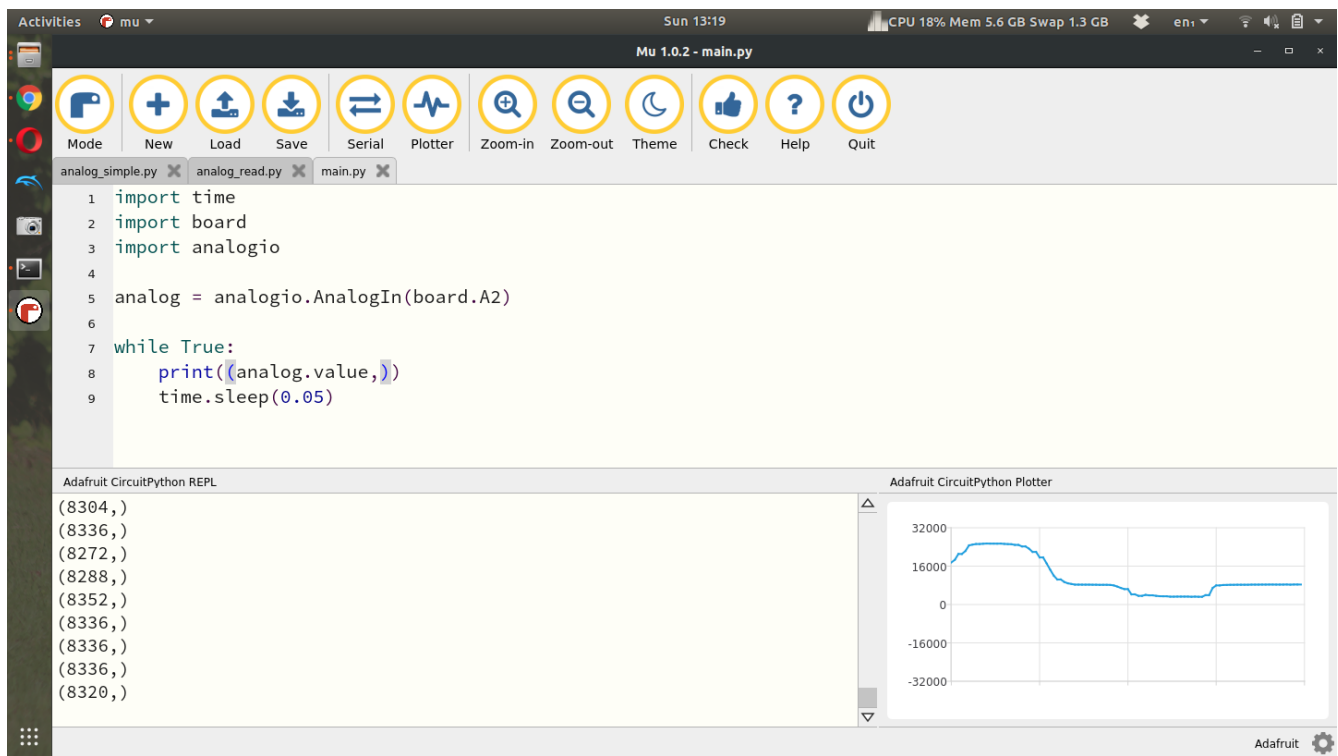 Activities mu Sun 13:19 CPU 18% Mem 5.6 GB Swap 1.3 GB en₁
Mu 1.0.2 - main.py
Mode New Load Save Serial Plotter Zoom-in Zoom-out Theme Check Help Quit
analog_simple.py analog_read.py main.py
1 import time
2 import board
3 import analogio
4
5 analog = analogio.AnalogIn(board.A2)
6
7 while True:
8     print((analog.value,))
9     time.sleep(0.05)
Adafruit CircuitPython REPL
(8304,)
(8336,)
(8272,)
(8288,)
(8352,)
(8336,)
(8336,)
(8336,)
(8320,)
Adafruit CircuitPython Plotter
32000
16000
0
-16000
-32000
Adafruit